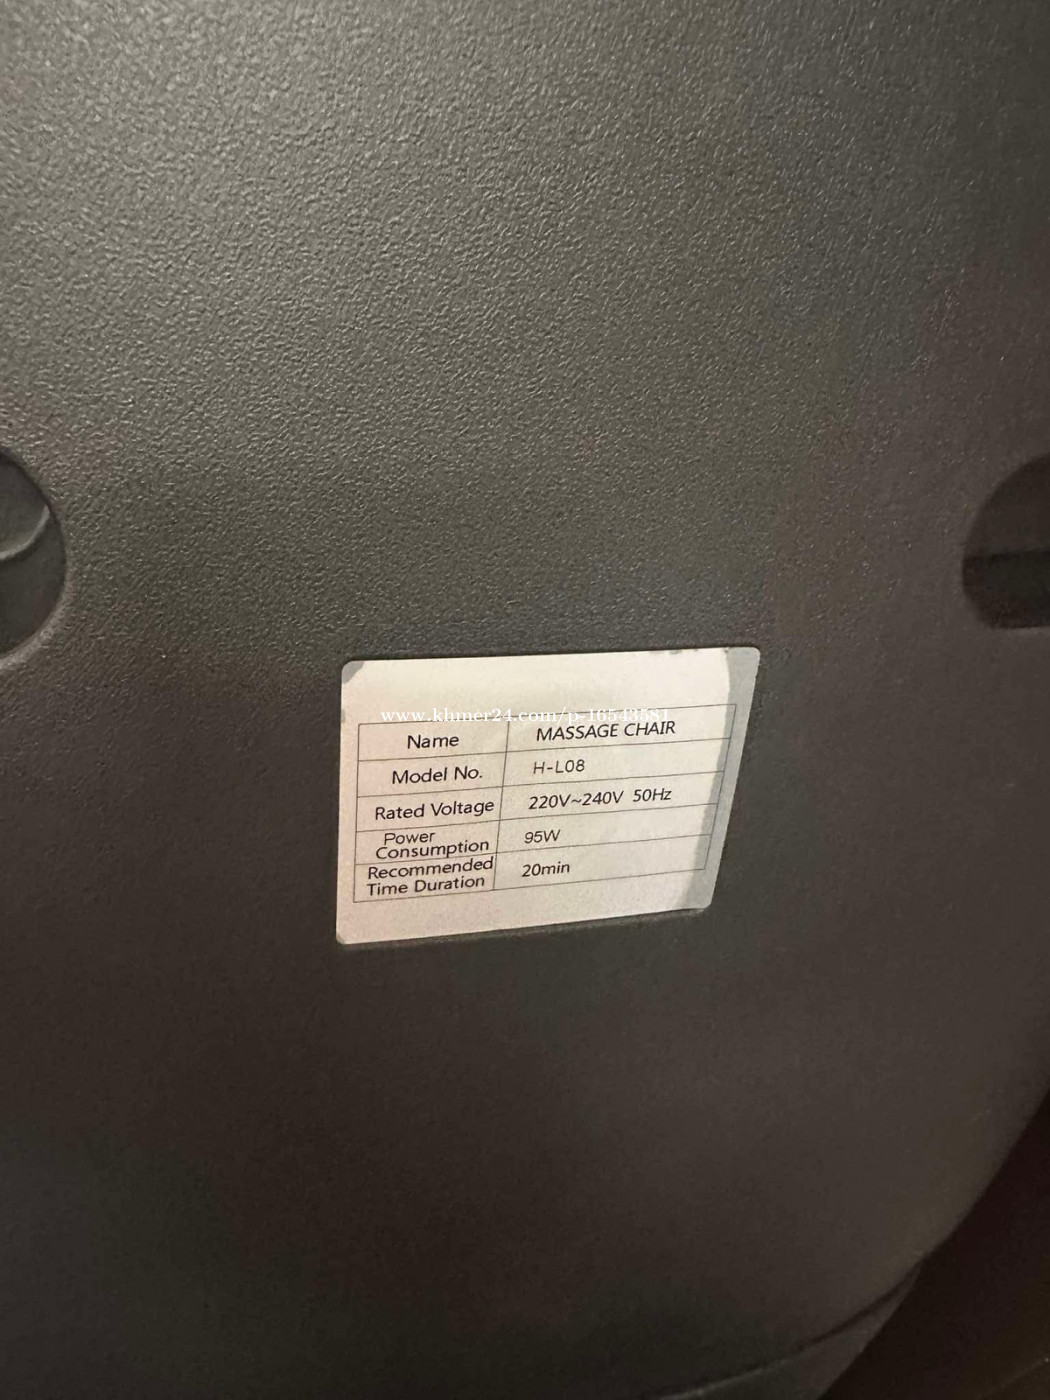 www.khmer24.com/p-16543581
Name MASSAGE CHAIR
Model No. H-L08
Rated Voltage 220V~240V 50Hz
Power
Consumption 95W
Recommended
Time Duration 20min